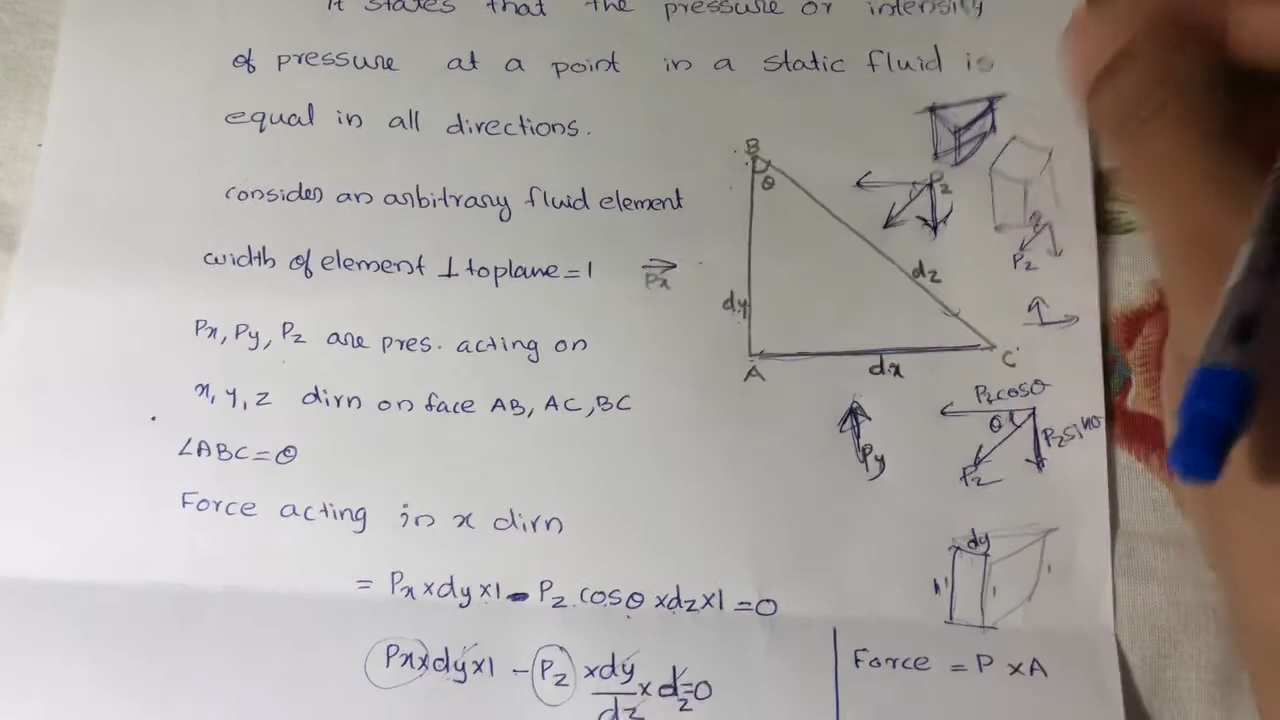 It states that the pressure or intensity
of pressure at a point in a static fluid is
equal in all directions.
consider an arbitrary fluid element
width of element ⊥ to plane = 1
Px, Py, Pz are pres. acting on
x, y, z dirn on face AB, AC, BC
∠ABC = θ
Force acting in x dirn
= Px × dy × 1 - Pz cosθ × dz × 1 = 0
Px × dy × 1 - Pz × dy/dz × dz = 0
B
θ
Pz
Pz
Px
dz
dy
A
dx
C
Pz cosθ
θ
Pz sinθ
Pz
Py
dy
1
Force = P × A